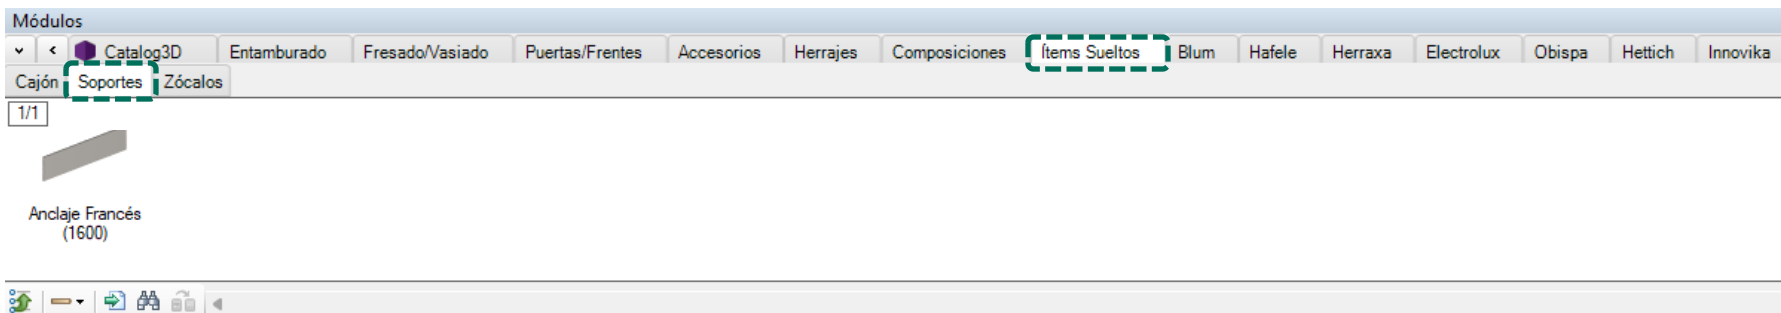 Módulos
Catalog3D Entamburado Fresado/Vasiado Puertas/Frentes Accesorios Herrajes Composiciones Ítems Sueltos Blum Hafele Herraxa Electrolux Obispa Hettich Innovika
Cajón Soportes Zócalos
1/1
Anclaje Francés
(1600)